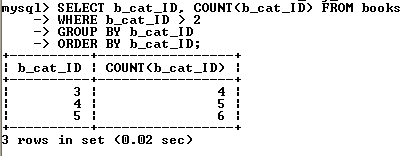 mysql> SELECT b_cat_ID, COUNT(b_cat_ID) FROM books
    -> WHERE b_cat_ID > 2
    -> GROUP BY b_cat_ID
    -> ORDER BY b_cat_ID;
+----------+-----------------+
| b_cat_ID | COUNT(b_cat_ID) |
+----------+-----------------+
|        3 |               4 |
|        4 |               5 |
|        5 |               6 |
+----------+-----------------+
3 rows in set (0.02 sec)